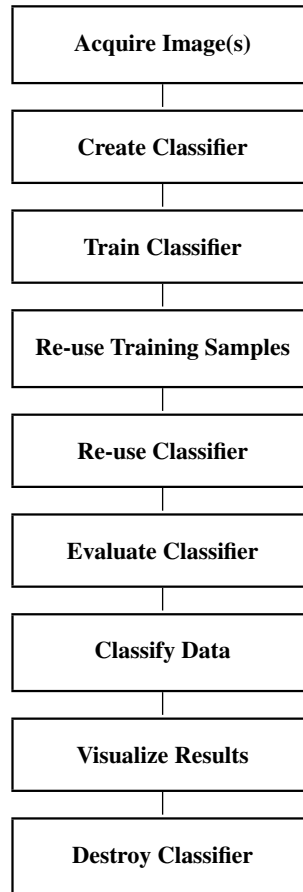 Acquire Image(s)
Create Classifier
Train Classifier
Re-use Training Samples
Re-use Classifier
Evaluate Classifier
Classify Data
Visualize Results
Destroy Classifier